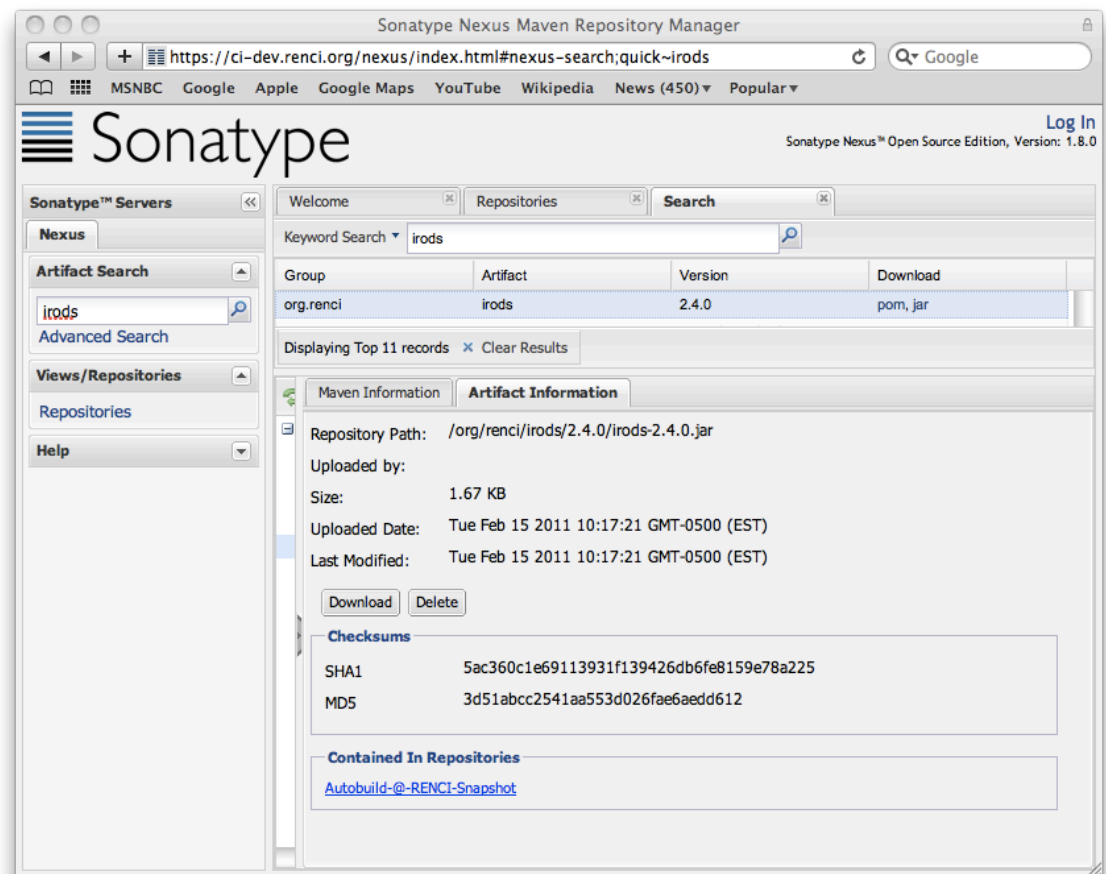 Sonatype Nexus Maven Repository Manager
https://ci-dev.renci.org/nexus/index.html#nexus-search;quick~irods
Google
MSNBC Google Apple Google Maps YouTube Wikipedia News (450) Popular
Sonatype
Log In
Sonatype Nexus™ Open Source Edition, Version: 1.8.0
Sonatype™ Servers
Nexus
Artifact Search
irods
Advanced Search
Views/Repositories
Repositories
Help
Welcome Repositories Search
Keyword Search irods
Group Artifact Version Download
org.renci irods 2.4.0 pom, jar
Displaying Top 11 records Clear Results
Maven Information Artifact Information
Repository Path: /org/renci/irods/2.4.0/irods-2.4.0.jar
Uploaded by:
Size: 1.67 KB
Uploaded Date: Tue Feb 15 2011 10:17:21 GMT-0500 (EST)
Last Modified: Tue Feb 15 2011 10:17:21 GMT-0500 (EST)
Download Delete
Checksums
SHA1 5ac360c1e69113931f139426db6fe8159e78a225
MD5 3d51abcc2541aa553d026fae6aedd612
Contained In Repositories
Autobuild-@-RENCI-Snapshot